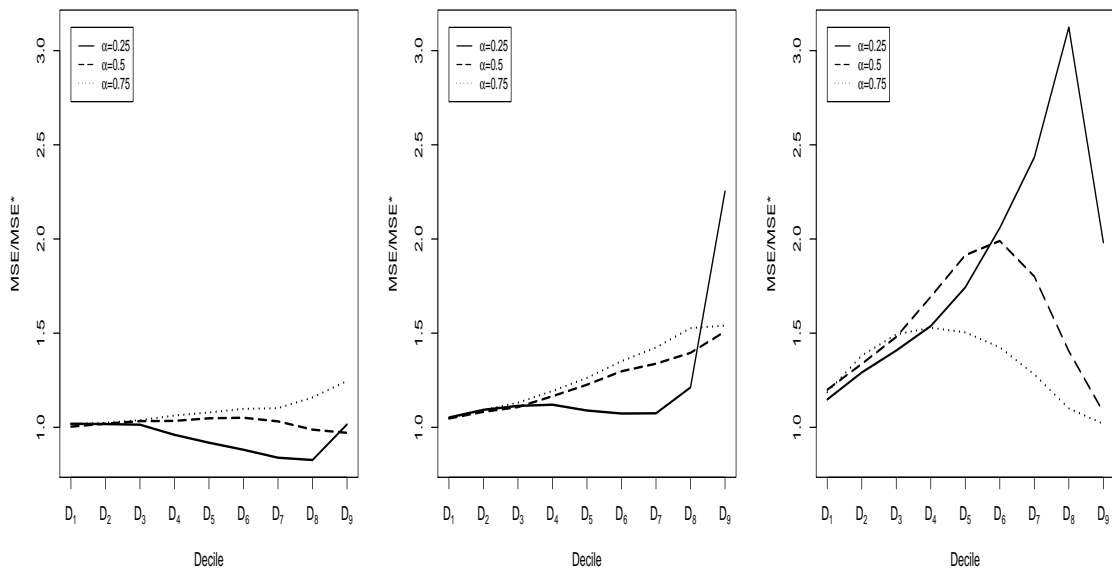 α=0.25
α=0.5
α=0.75
MSE/MSE*
3.0
2.5
2.0
1.5
1.0
D₁ D₂ D₃ D₄ D₅ D₆ D₇ D₈ D₉
Decile
α=0.25
α=0.5
α=0.75
MSE/MSE*
3.0
2.5
2.0
1.5
1.0
D₁ D₂ D₃ D₄ D₅ D₆ D₇ D₈ D₉
Decile
α=0.25
α=0.5
α=0.75
MSE/MSE*
3.0
2.5
2.0
1.5
1.0
D₁ D₂ D₃ D₄ D₅ D₆ D₇ D₈ D₉
Decile